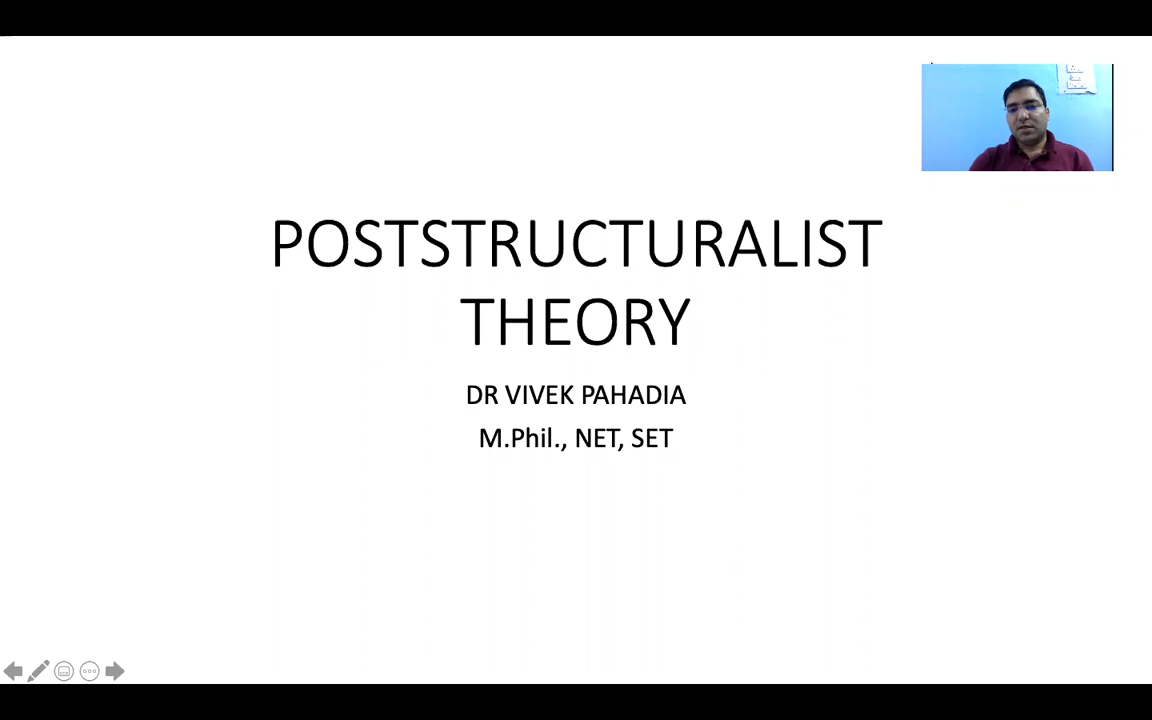 POSTSTRUCTURALIST
THEORY
DR VIVEK PAHADIA
M.Phil., NET, SET